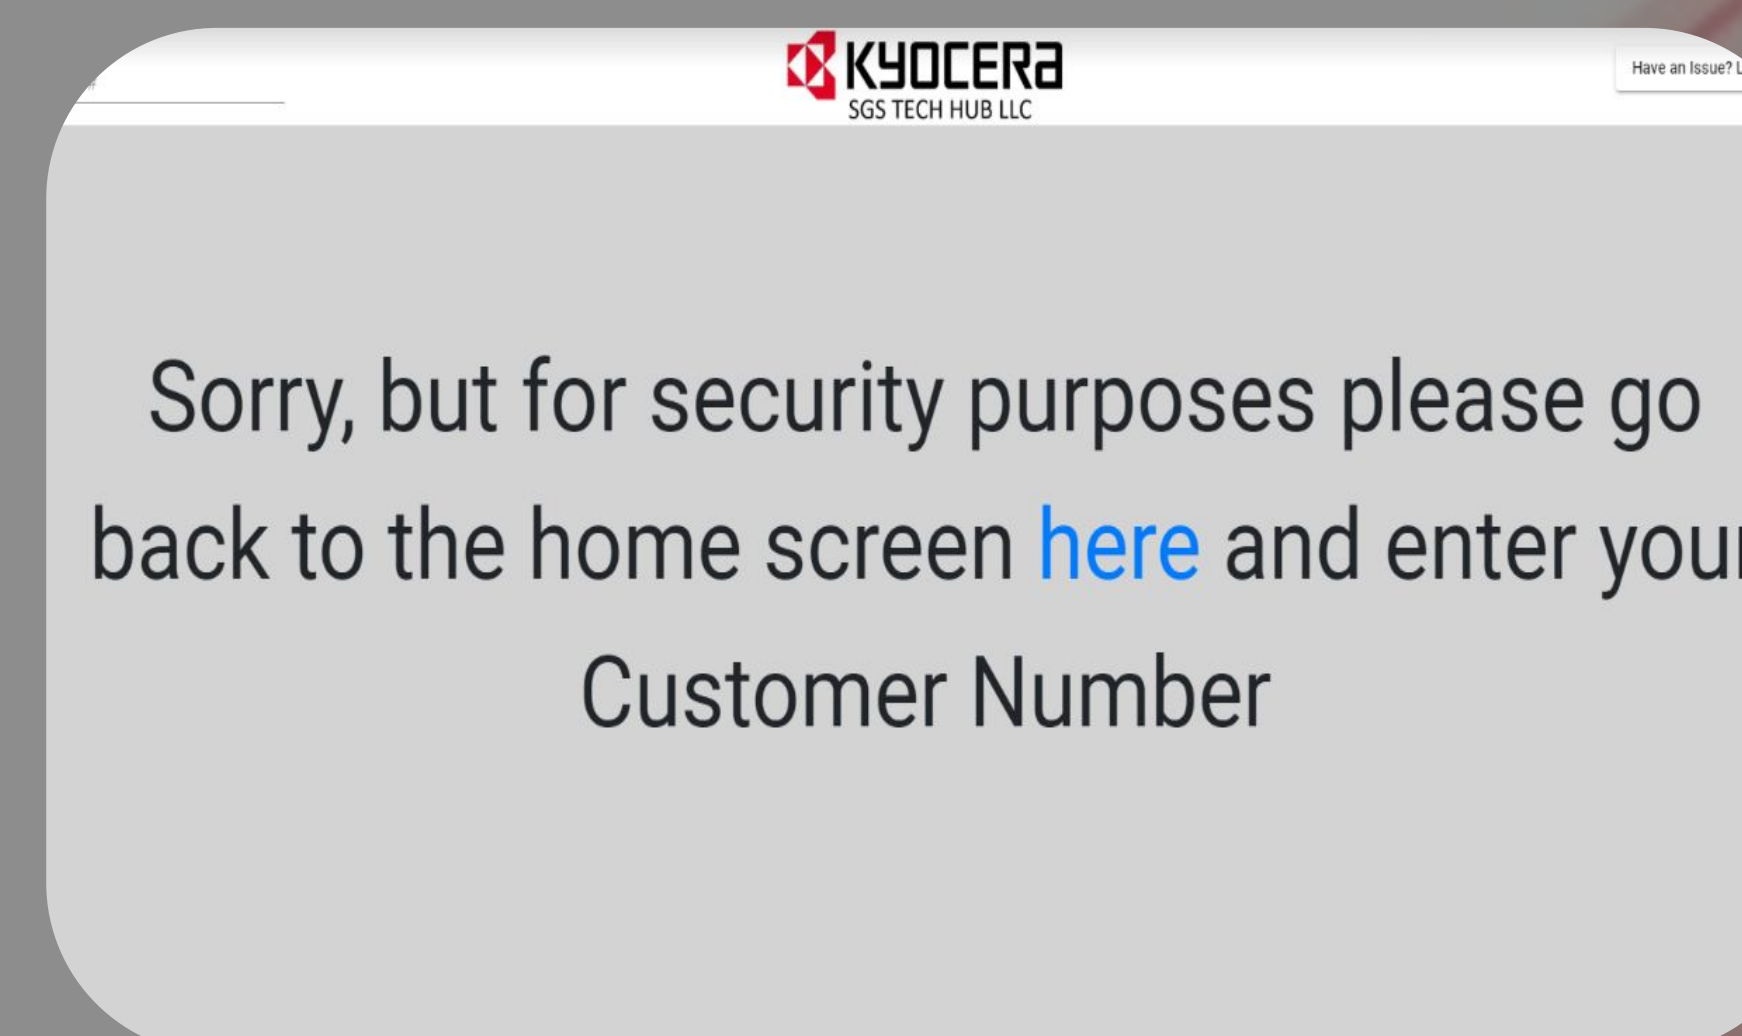 KYOCERA
SGS TECH HUB LLC
Have an Issue?
Sorry, but for security purposes please go
back to the home screen here and enter your
Customer Number